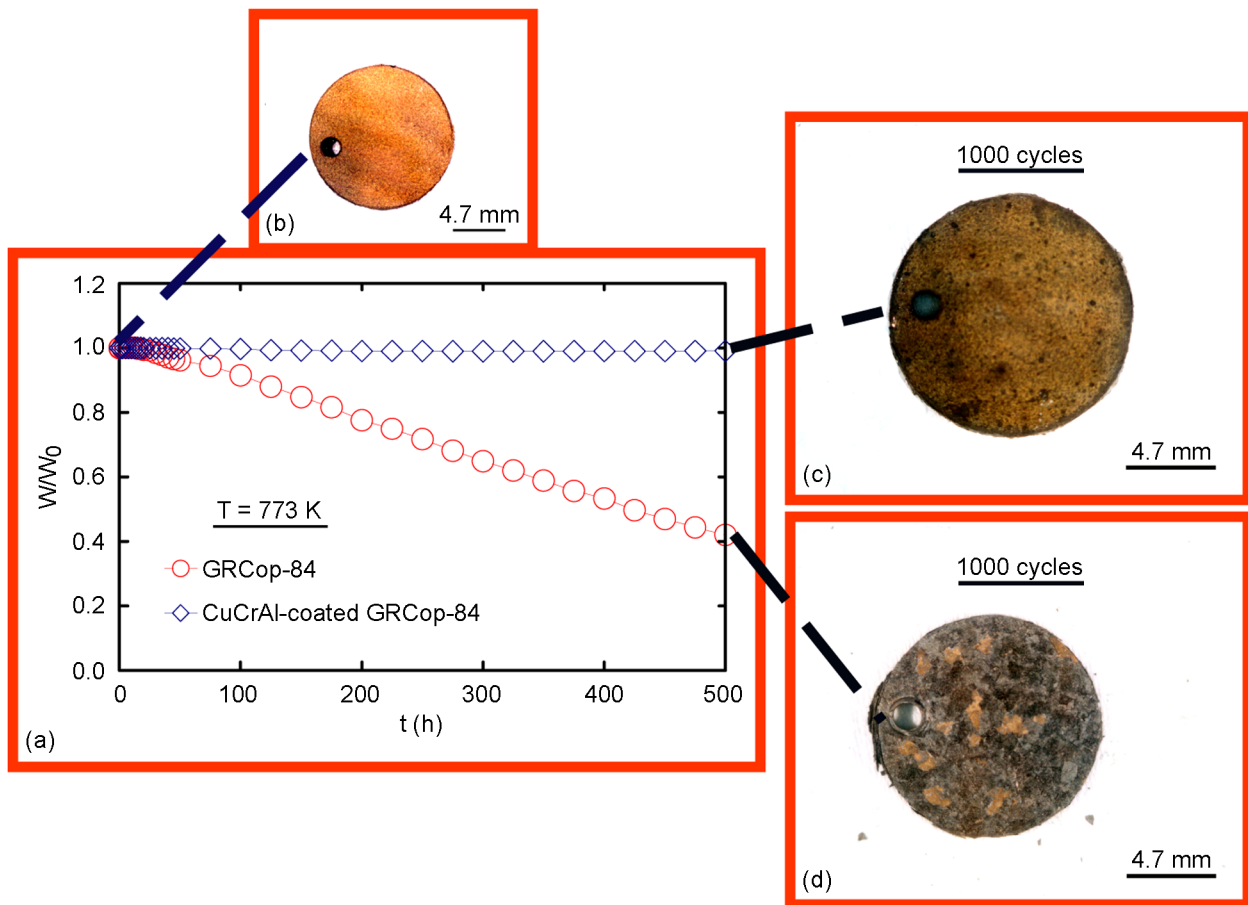 (b)
4.7 mm
1000 cycles
4.7 mm
(c)
1.2
1.0
0.8
0.6
0.4
0.2
0.0
W/W0
T = 773 K
GRCop-84
CuCrAl-coated GRCop-84
0
100
200
300
400
500
t (h)
(a)
1000 cycles
4.7 mm
(d)